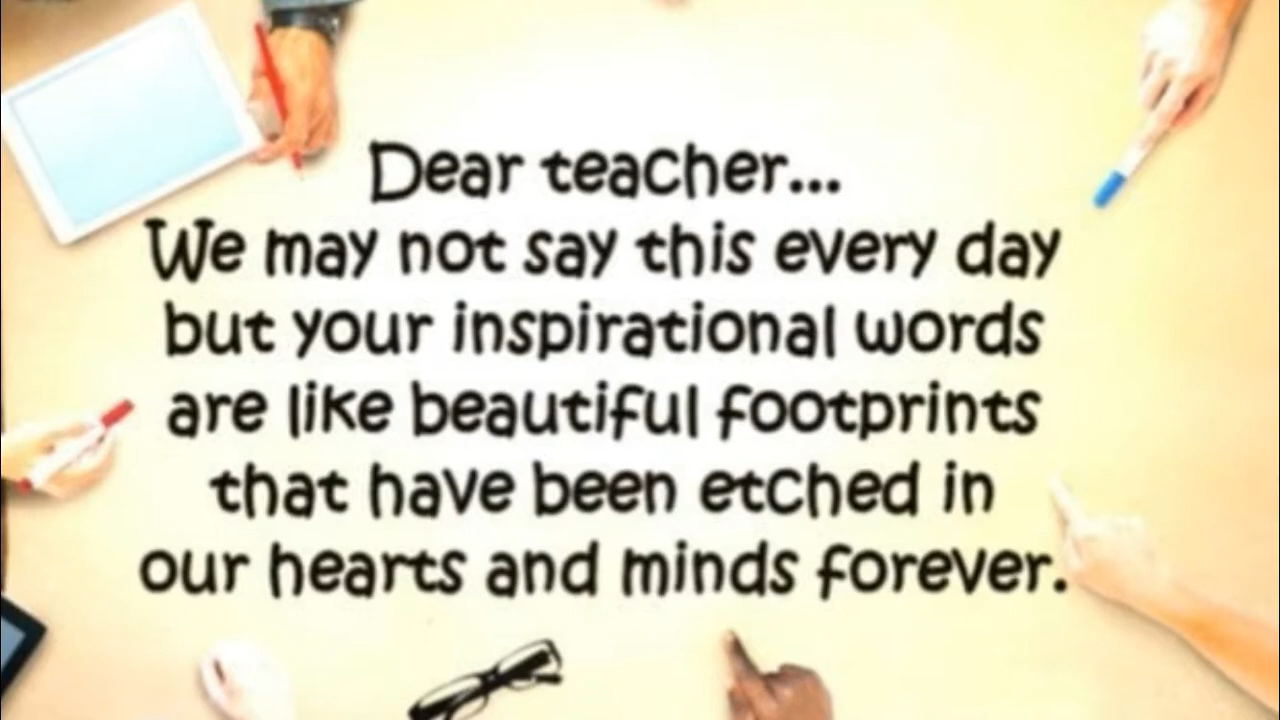 Dear teacher...
We may not say this every day
but your inspirational words
are like beautiful footprints
that have been etched in
our hearts and minds forever.